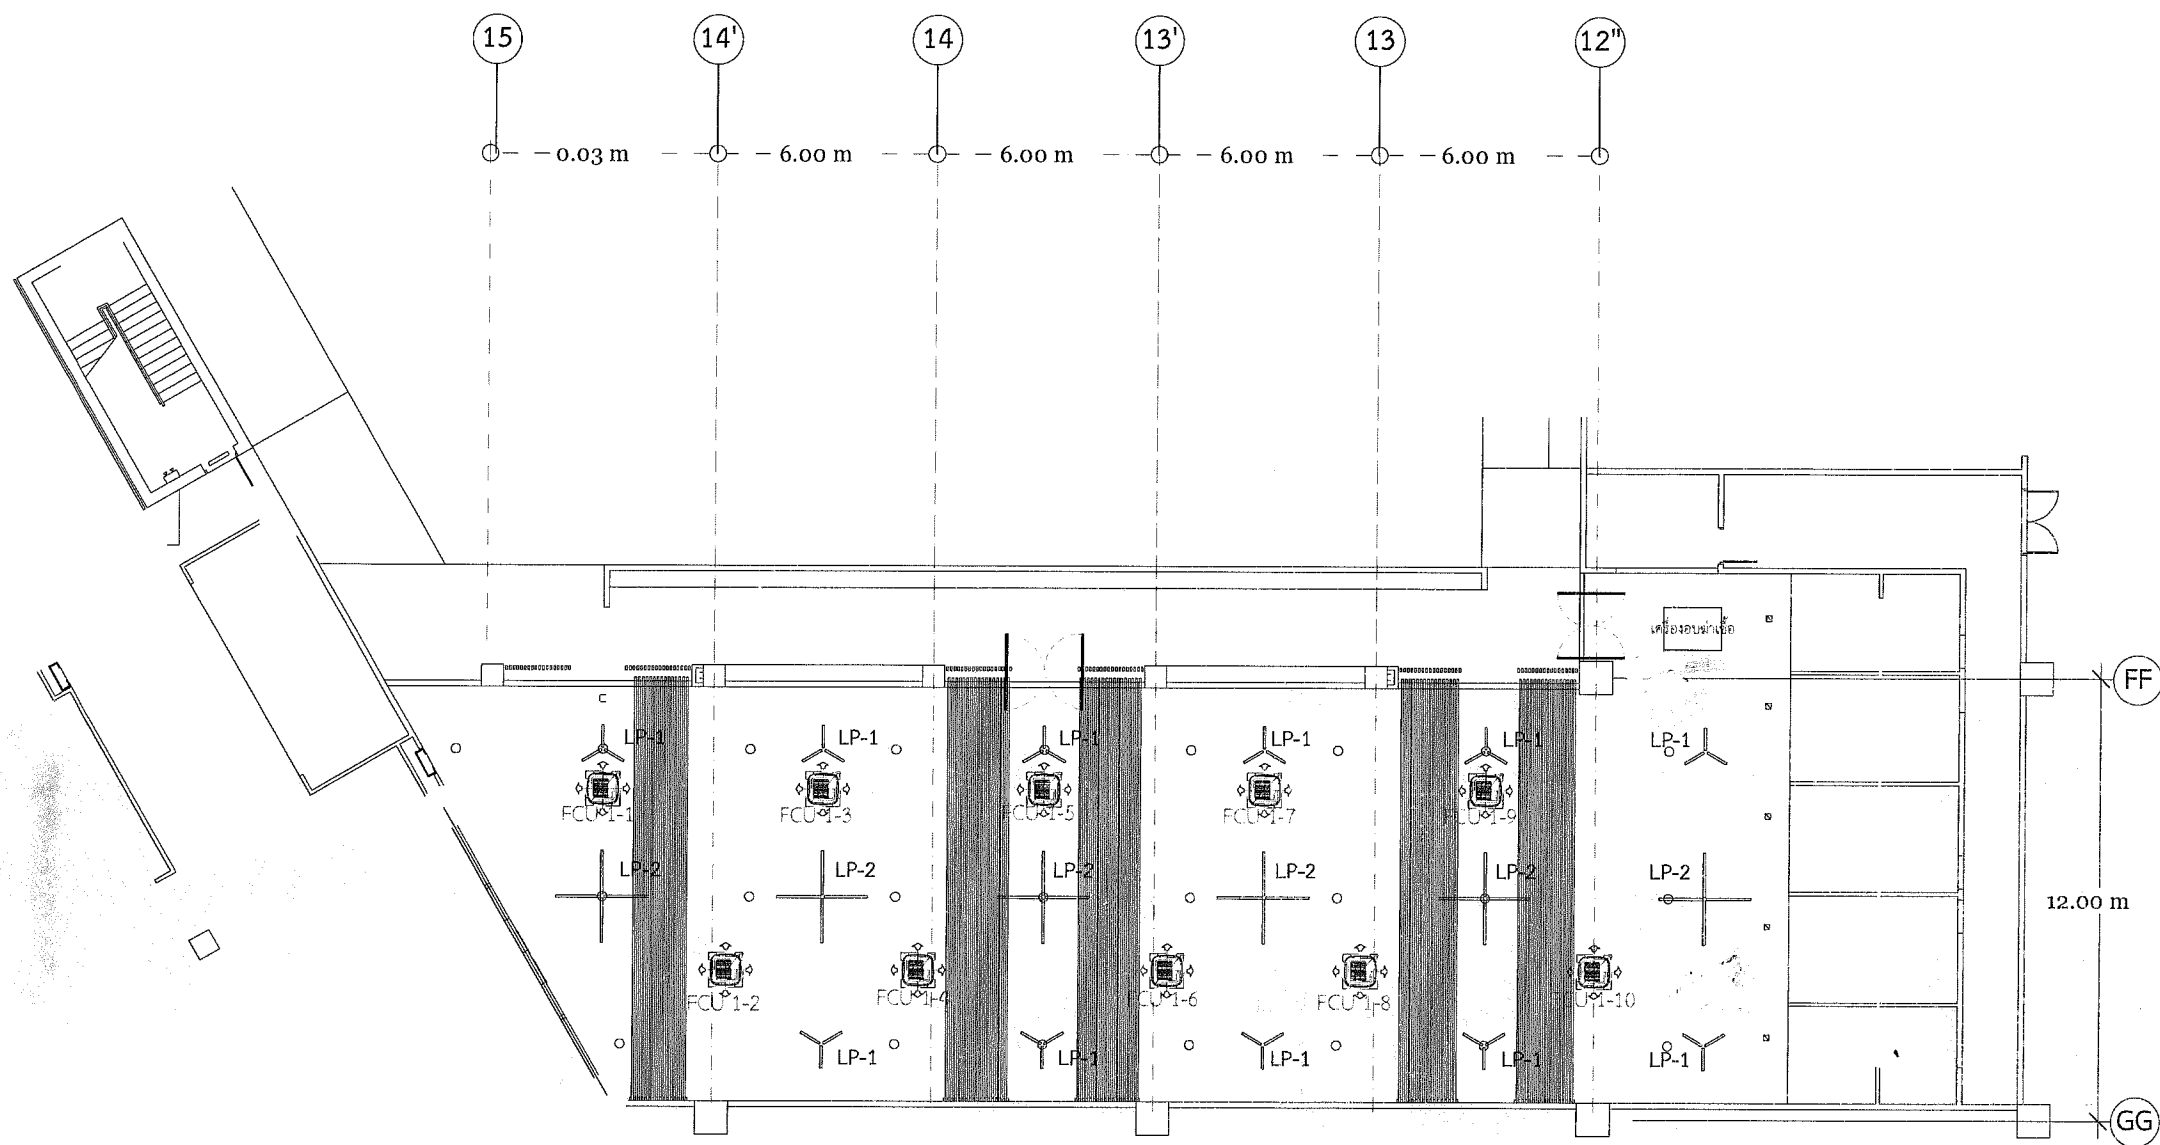 15 14' 14 13' 13 12"
0.03 m 6.00 m 6.00 m 6.00 m 6.00 m
เครื่องอบฆ่าเชื้อ
FF
LP-1 LP-1 LP-1 LP-1 LP-1 LP-1
FCU 1-1 FCU 1-3 FCU 1-5 FCU 1-7 FCU 1-9
LP-2 LP-2 LP-2 LP-2 LP-2 LP-2
12.00 m
FCU 1-2 FCU 1-4 FCU 1-6 FCU 1-8 FCU 1-10
LP-1 LP-1 LP-1 LP-1 LP-1
GG